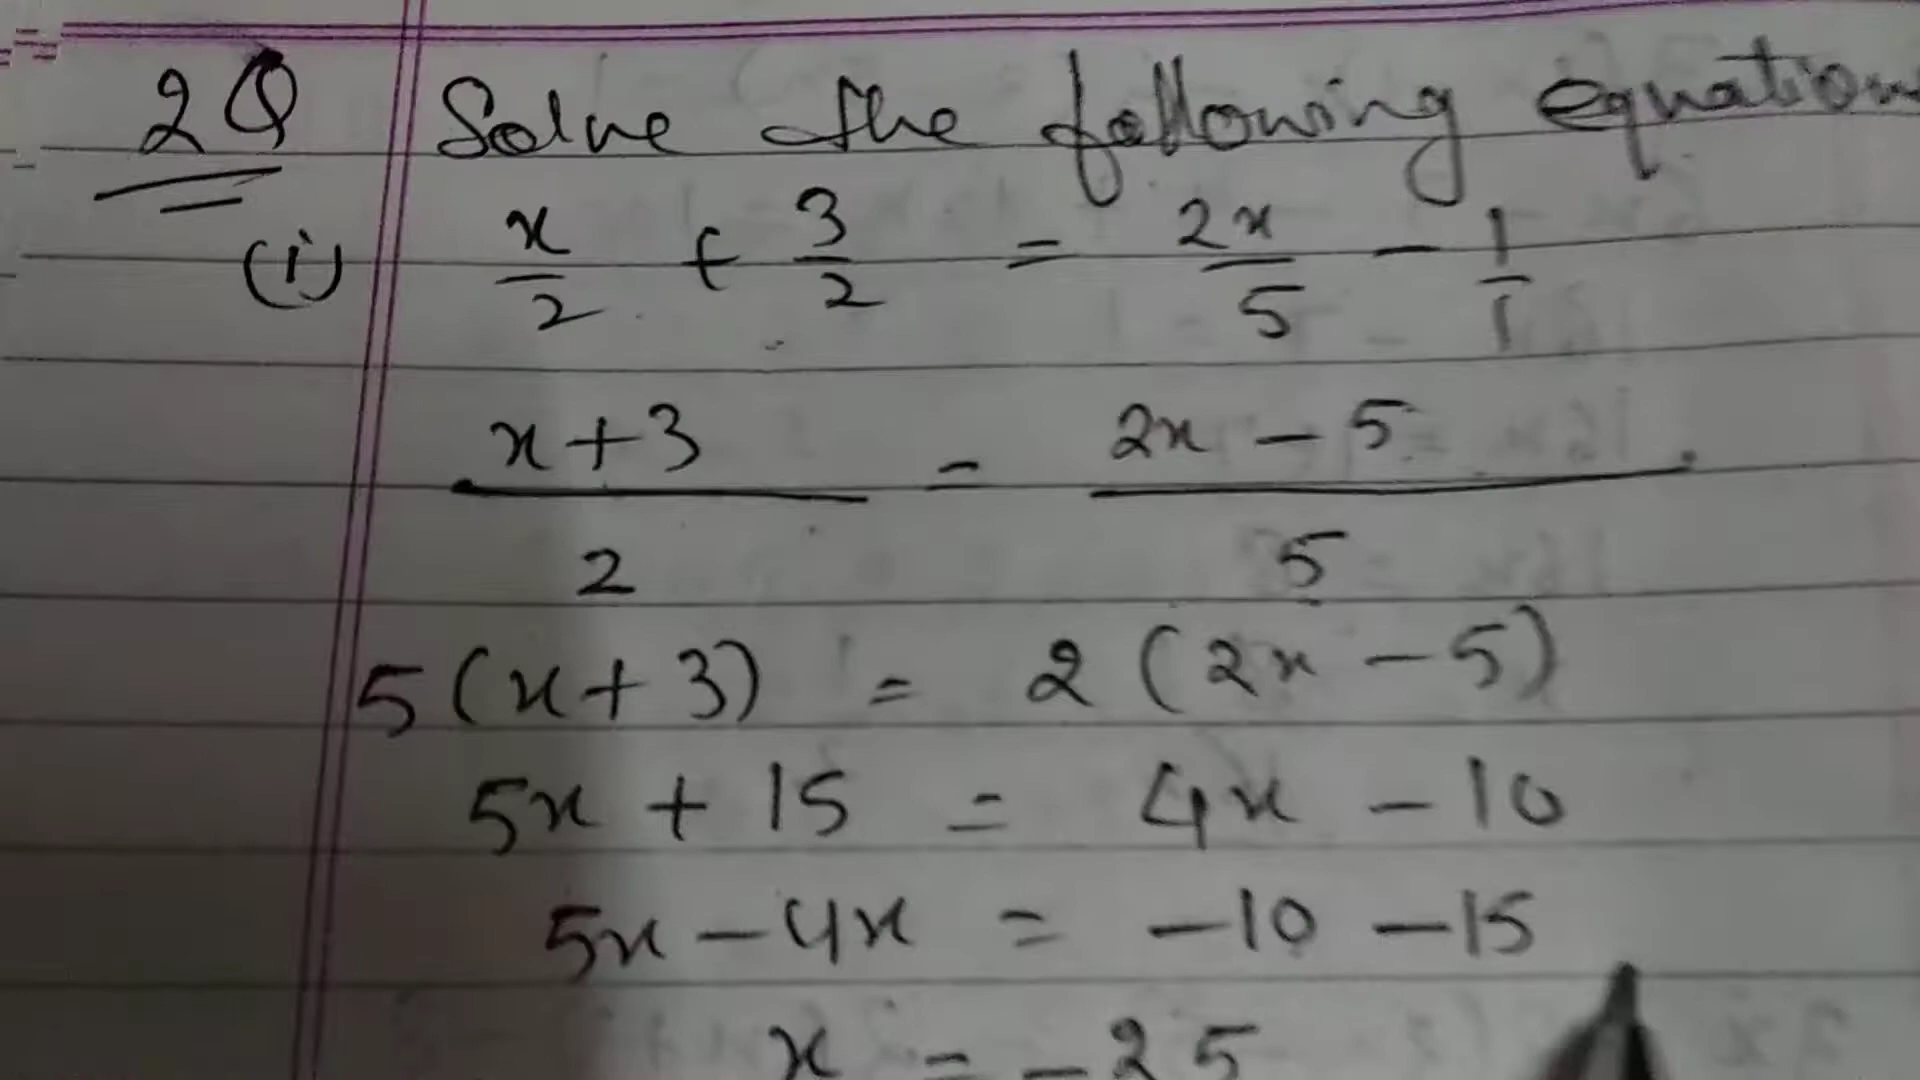 2Q Solve the following equation
(i) x/2 + 3/2 = 2x/5 - 1/1
x+3/2 = 2x-5/5
5(x+3) = 2(2x-5)
5x + 15 = 4x - 10
5x - 4x = -10 - 15
x = -25